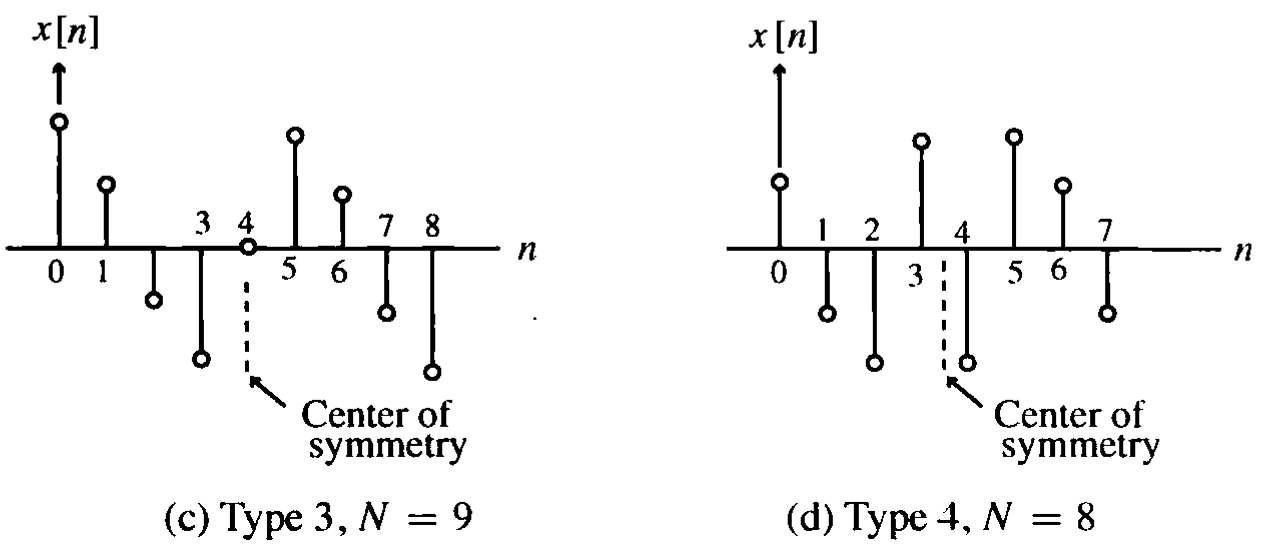 x[n]
3 4 7 8
0 1 5 6 n
Center of
symmetry
(c) Type 3, N = 9
x[n]
1 2 4 7
0 3 5 6 n
Center of
symmetry
(d) Type 4, N = 8